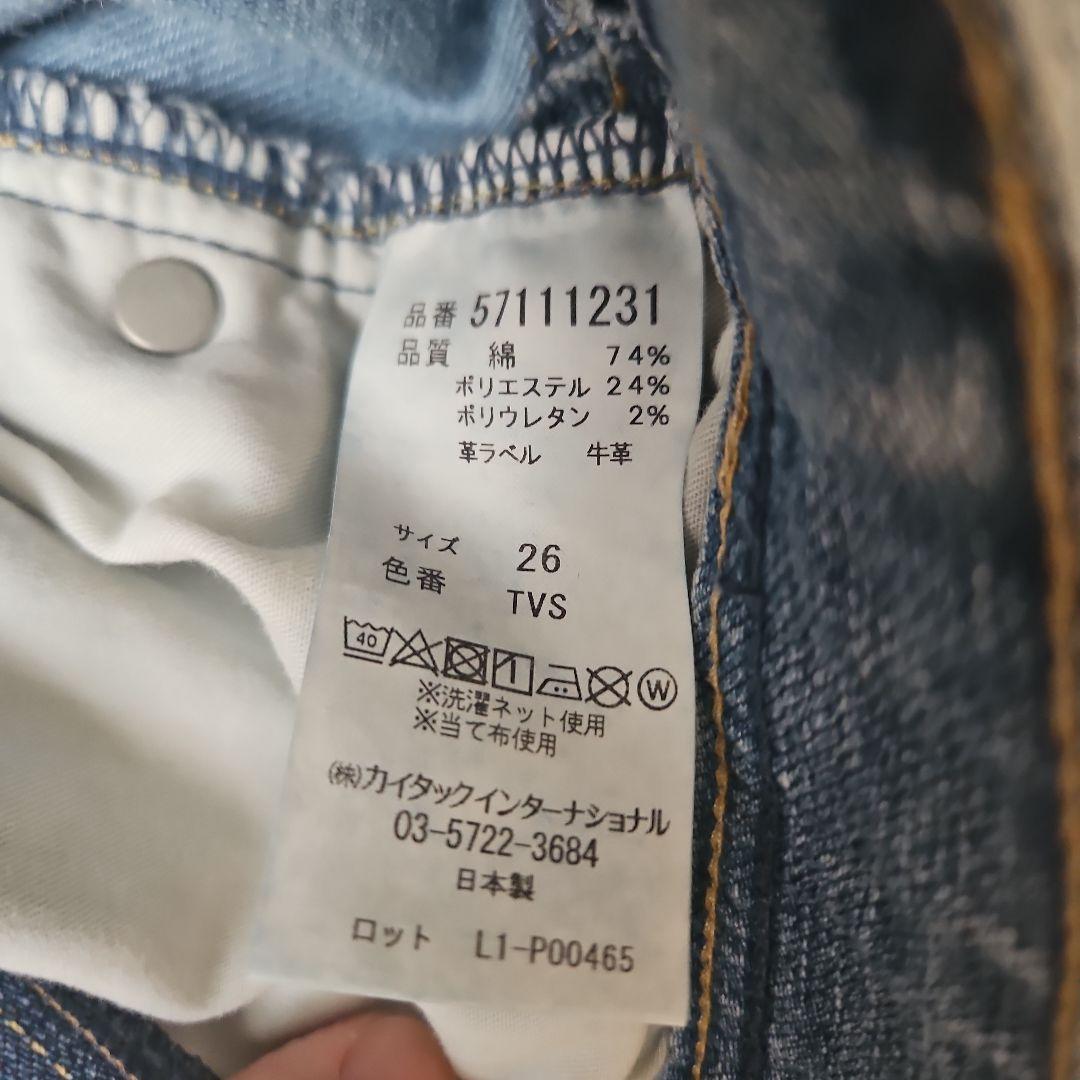 品番 57111231
品質 綿 74%
ポリエステル 24%
ポリウレタン 2%
革ラベル 牛革
サイズ 26
色番 TVS
40 W
※洗濯ネット使用
※当て布使用
(株)カイタックインターナショナル
03-5722-3684
日本製
ロット L1-P00465